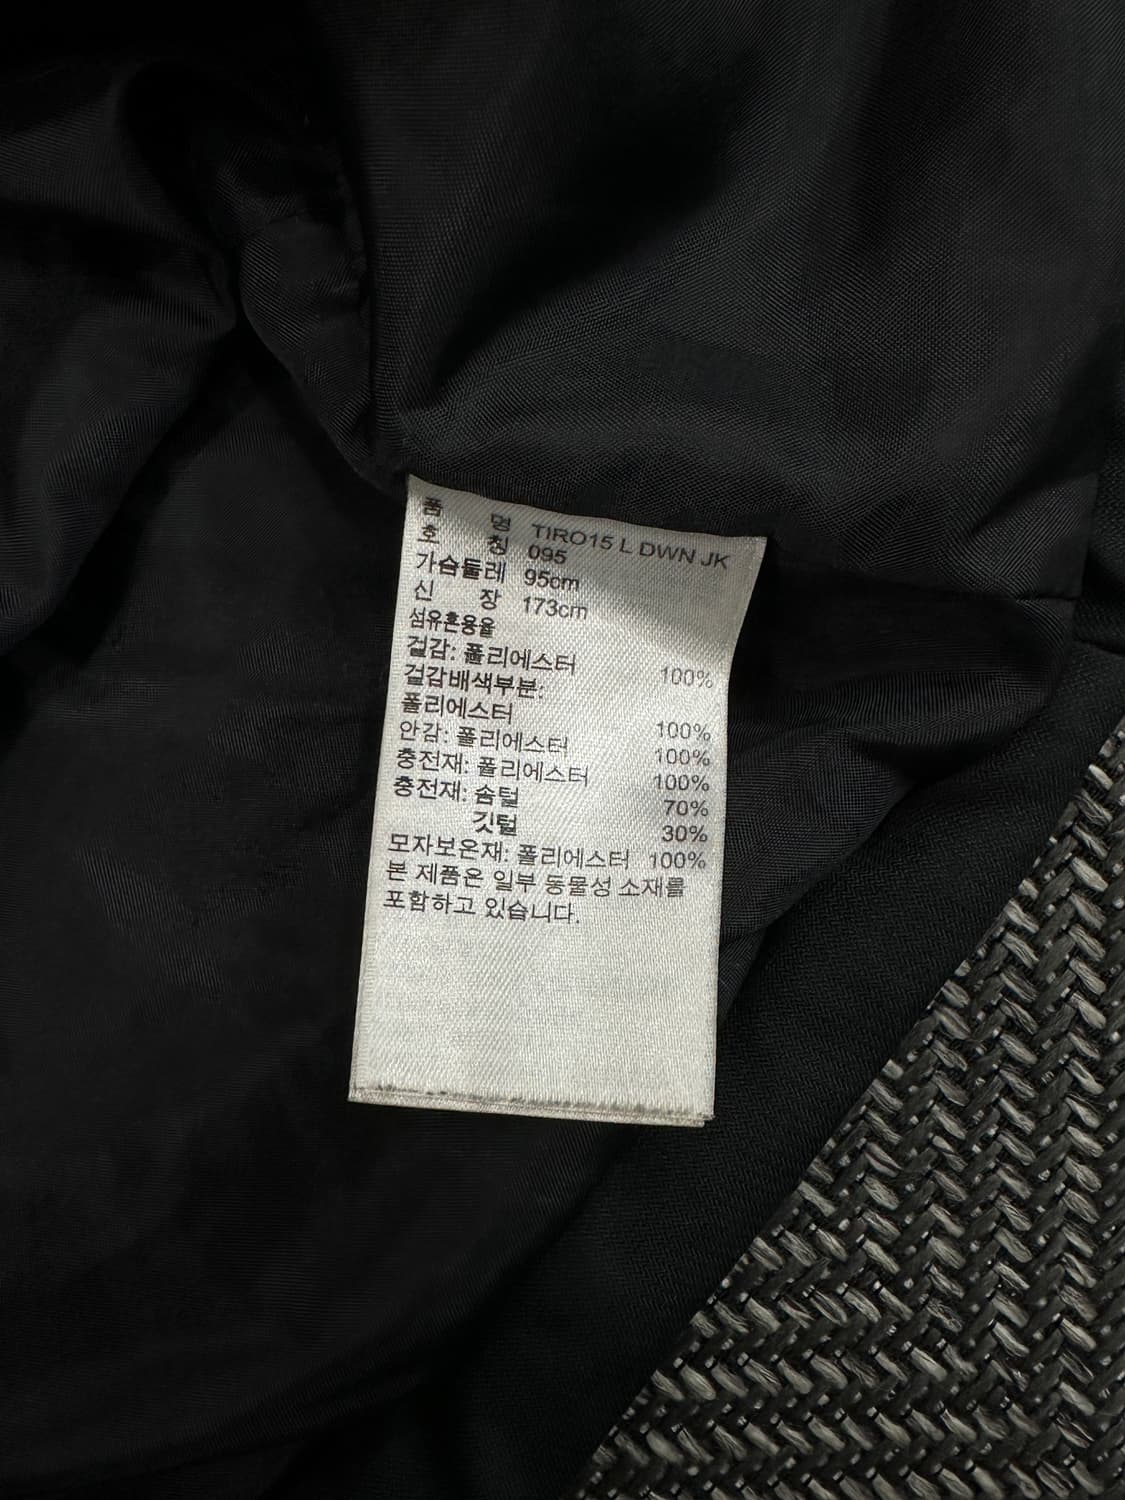 품 명 TIRO15 L DWN JK
호 칭 095
가슴둘레 95cm
신 장 173cm
섬유혼용율
겉감: 폴리에스터 100%
겉감배색부분:
폴리에스터 100%
안감: 폴리에스터 100%
충전재: 폴리에스터 100%
충전재: 솜털 70%
깃털 30%
모자보온재: 폴리에스터 100%
본 제품은 일부 동물성 소재를
포함하고 있습니다.